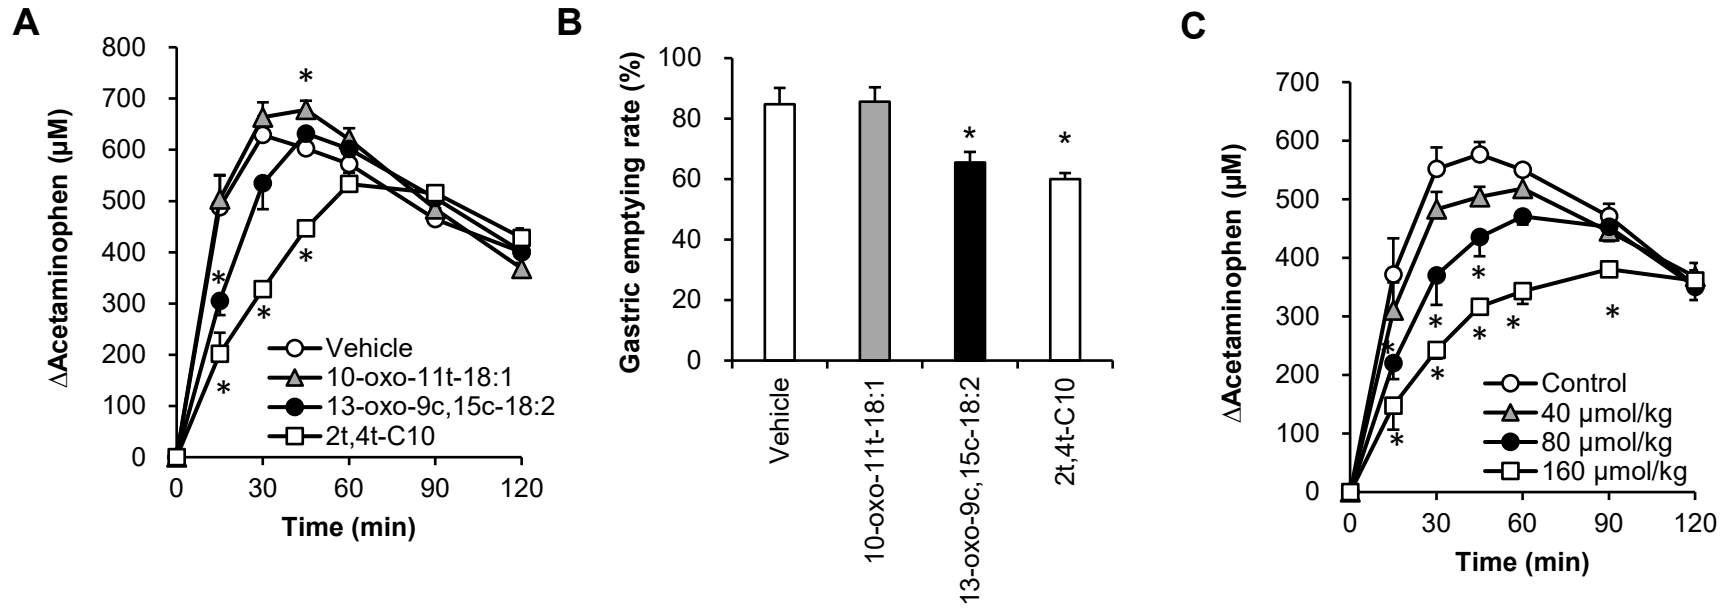 A
ΔAcetaminophen (μM)
800
700
600
500
400
300
200
100
0
*
*
*
*
*
Vehicle
10-oxo-11t-18:1
13-oxo-9c,15c-18:2
2t,4t-C10
0 30 60 90 120
Time (min)
B
Gastric emptying rate (%)
100
80
60
40
20
0
* *
Vehicle
10-oxo-11t-18:1
13-oxo-9c,15c-18:2
2t,4t-C10
C
ΔAcetaminophen (μM)
700
600
500
400
300
200
100
0
*
* * *
* *
*
*
*
Control
40 μmol/kg
80 μmol/kg
160 μmol/kg
0 30 60 90 120
Time (min)